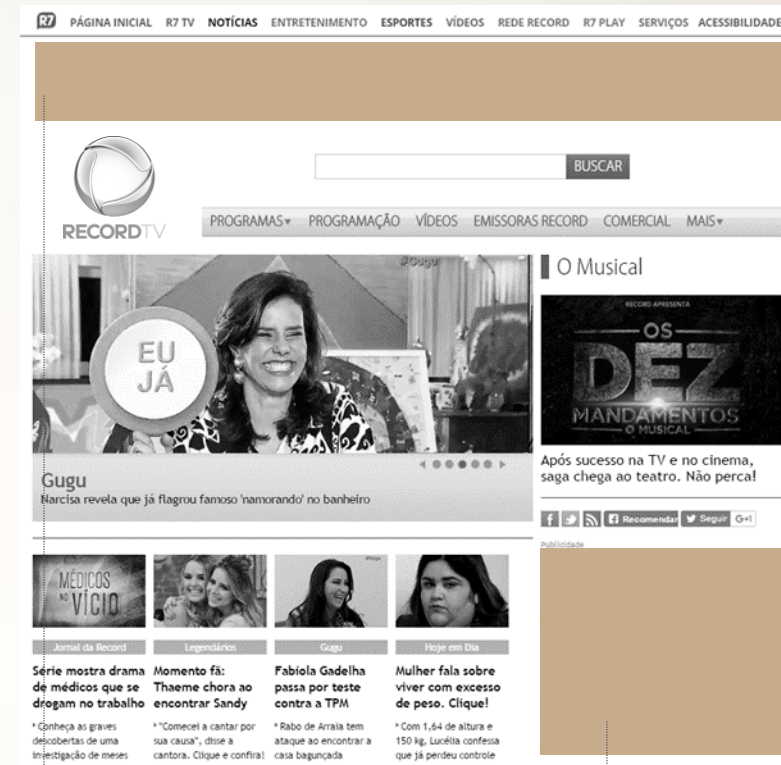 R7 PÁGINA INICIAL R7 TV NOTÍCIAS ENTRETENIMENTO ESPORTES VÍDEOS REDE RECORD R7 PLAY SERVIÇOS ACESSIBILIDADE
BUSCAR
RECORDTV
PROGRAMAS PROGRAMAÇÃO VÍDEOS EMISSORAS RECORD COMERCIAL MAIS
#Gugu
EU
JÁ
Gugu
Narcisa revela que já flagrou famoso 'namorando' no banheiro
O Musical
RECORD APRESENTA
OS
DEZ
MANDAMENTOS
O MUSICAL
Após sucesso na TV e no cinema,
saga chega ao teatro. Não perca!
f Recomendar Seguir G+1
Publicidade
MÉDICOS
NO VÍCIO
Jornal da Record
Série mostra drama
de médicos que se
drogam no trabalho
Conheça as graves
descobertas de uma
investigação de meses
Legendários
Momento fã:
Thaeme chora ao
encontrar Sandy
"Comecei a cantar por
sua causa", disse a
cantora. Clique e confira!
Gugu
Fabíola Gadelha
passa por teste
contra a TPM
Rabo de Arraia tem
ataque ao encontrar a
casa bagunçada
Hoje em Dia
Mulher fala sobre
viver com excesso
de peso. Clique!
Com 1,64 de altura e
150 kg, Lucélia confessa
que já perdeu controle